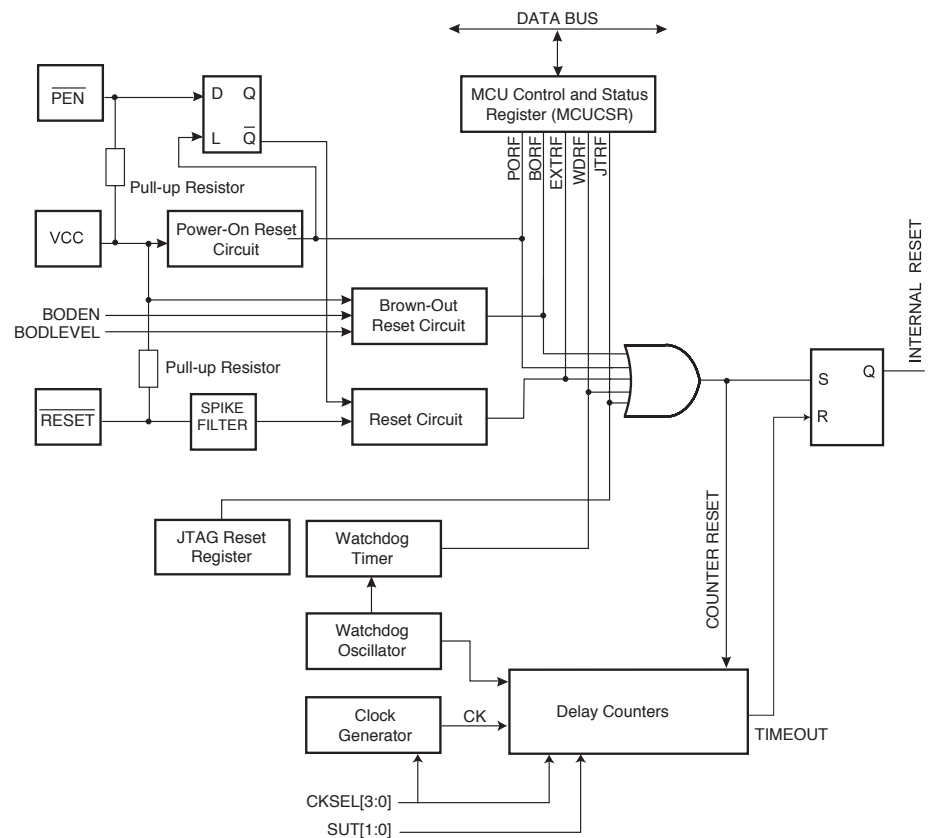 DATA BUS
PEN
D Q
L Q
MCU Control and Status
Register (MCUCSR)
PORF
BORF
EXTRF
WDRF
JTRF
Pull-up Resistor
VCC
Power-On Reset
Circuit
BODEN
BODLEVEL
Brown-Out
Reset Circuit
Pull-up Resistor
RESET
SPIKE
FILTER
Reset Circuit
S Q
R
INTERNAL RESET
JTAG Reset
Register
Watchdog
Timer
COUNTER RESET
Watchdog
Oscillator
Clock
Generator
CK
Delay Counters
TIMEOUT
CKSEL[3:0]
SUT[1:0]